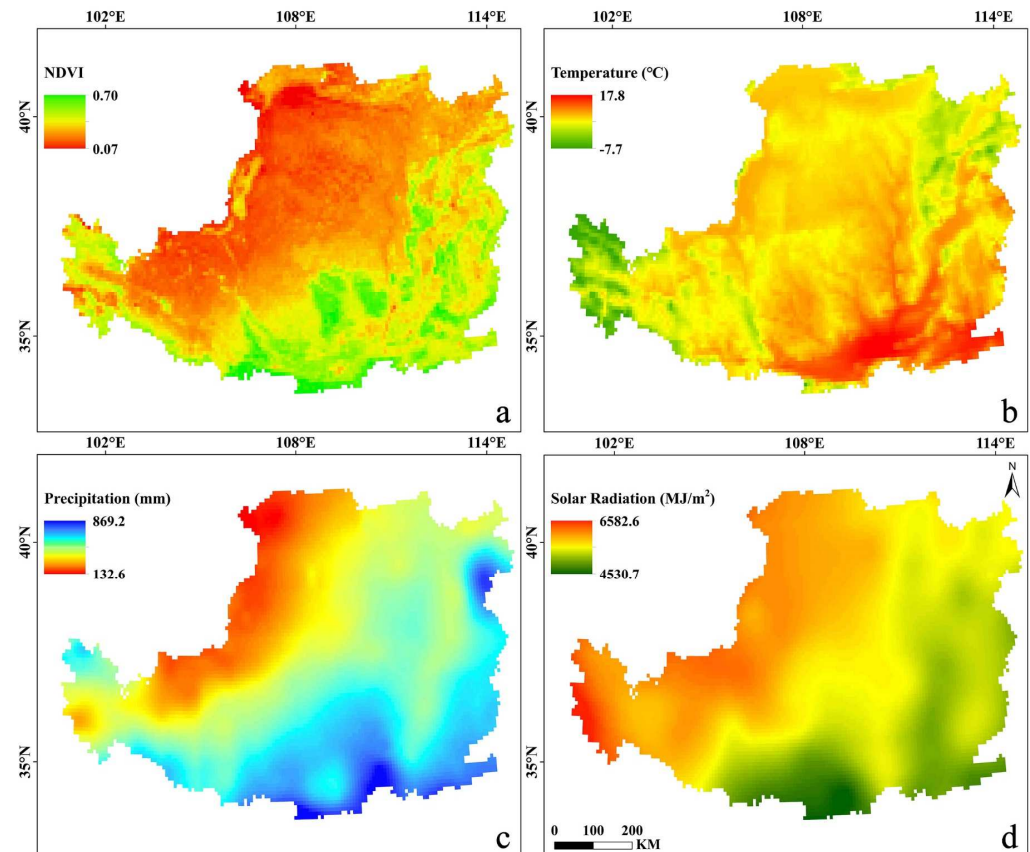 102°E 108°E 114°E
102°E 108°E 114°E
NDVI
0.70
0.07
40°N
35°N
a
Temperature (°C)
17.8
-7.7
40°N
35°N
b
102°E 108°E 114°E
102°E 108°E 114°E
Precipitation (mm)
869.2
132.6
40°N
35°N
c
N
Solar Radiation (MJ/m²)
6582.6
4530.7
40°N
35°N
0 100 200
KM
d